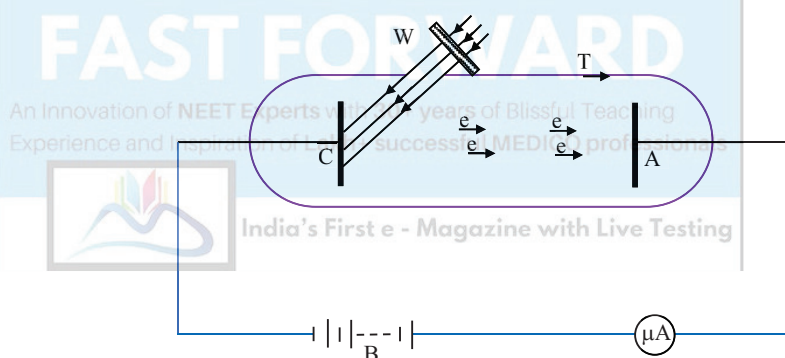 FAST FORWARD
W
T
An Innovation of NEET Experts with years of Blissful Teaching
e e
Experience and Inspiration of successful MEDICO professionals
e e
C
A
India's First e - Magazine with Live Testing
B
μA